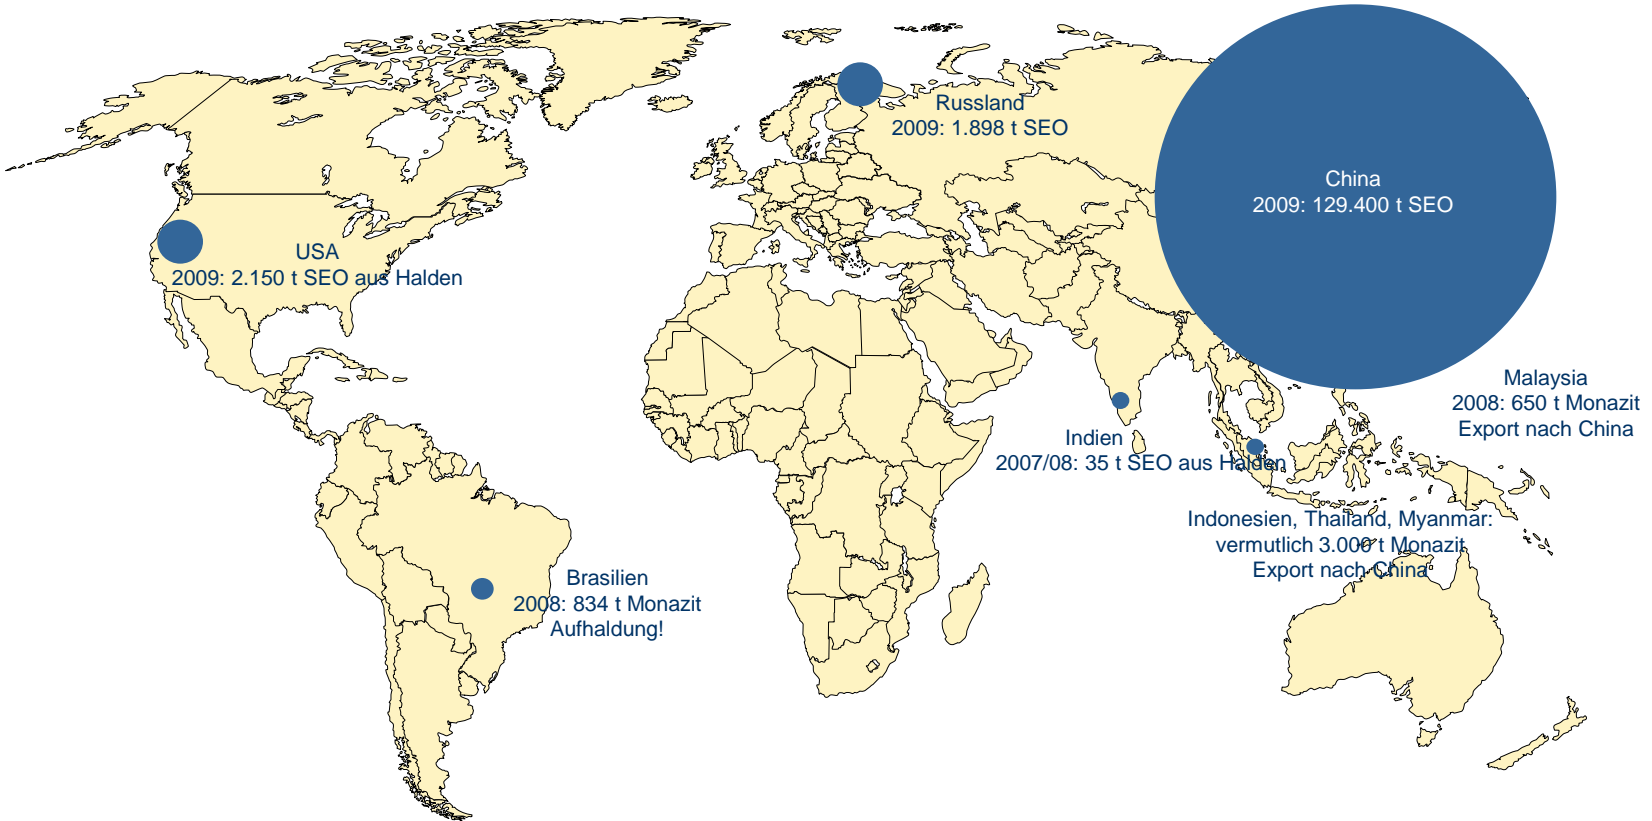 Russland
2009: 1.898 t SEO
China
2009: 129.400 t SEO
USA
2009: 2.150 t SEO aus Halden
Malaysia
2008: 650 t Monazit
Export nach China
Indien
2007/08: 35 t SEO aus Halden
Indonesien, Thailand, Myanmar:
vermutlich 3.000 t Monazit
Export nach China
Brasilien
2008: 834 t Monazit
Aufhaldung!